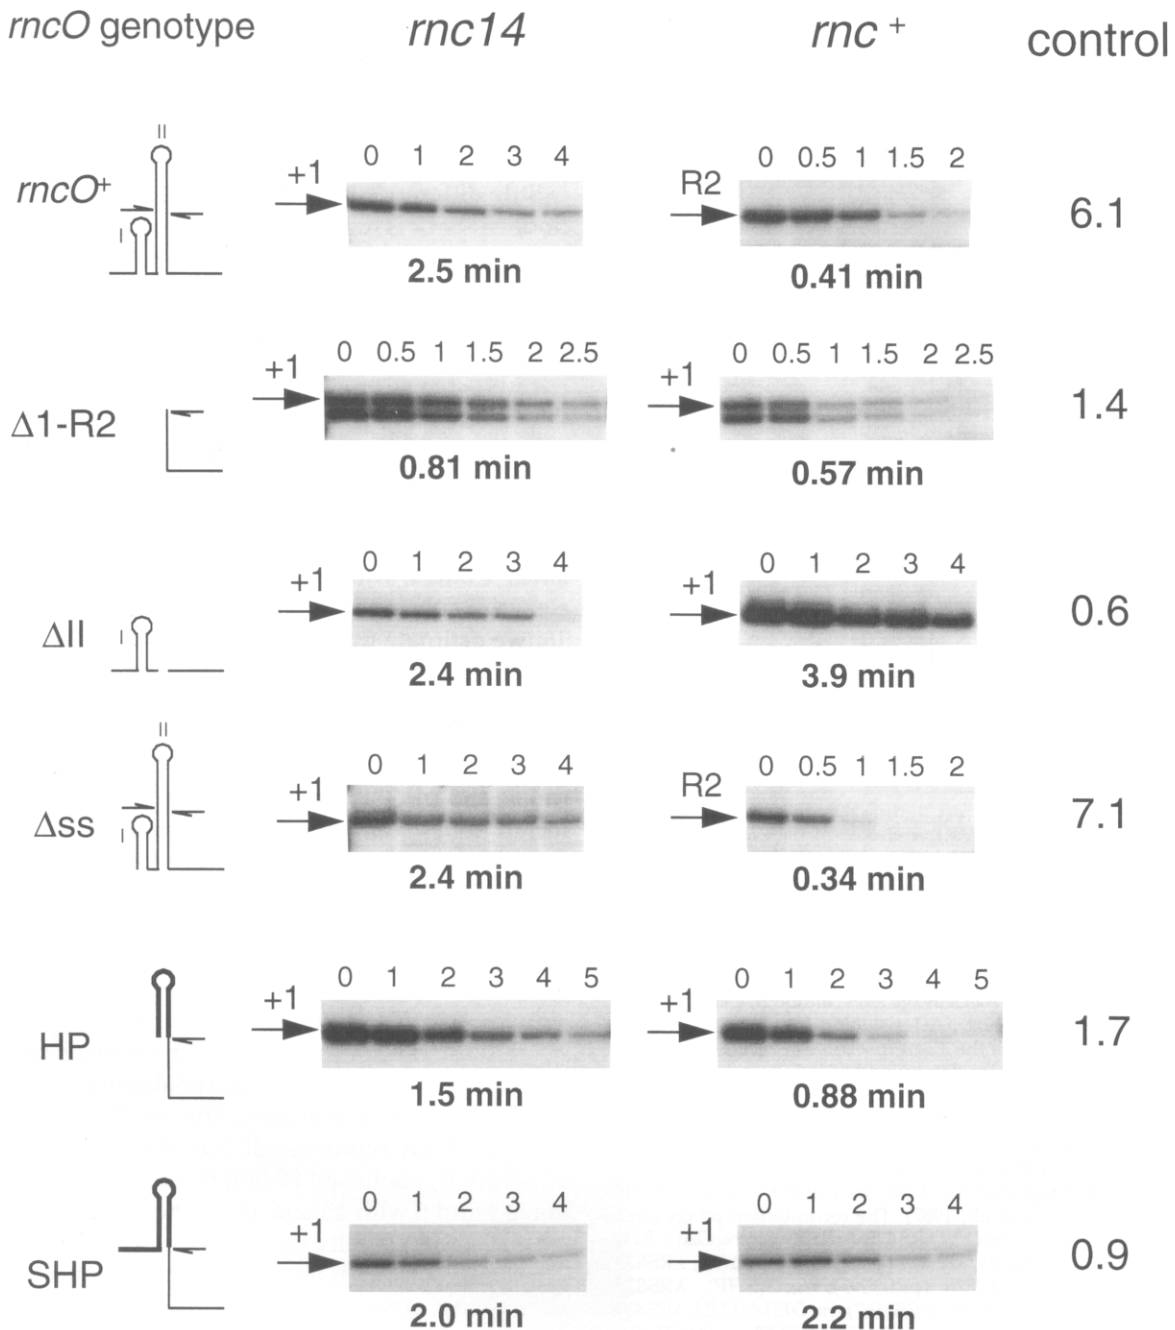 rncO genotype rnc14 rnc + control
II
0 1 2 3 4
0 0.5 1 1.5 2
rncO+ I +1 R2 6.1
2.5 min 0.41 min
0 0.5 1 1.5 2 2.5
0 0.5 1 1.5 2 2.5
Δ1-R2 +1 +1 1.4
0.81 min 0.57 min
0 1 2 3 4
0 1 2 3 4
ΔII I +1 +1 0.6
2.4 min 3.9 min
II
0 1 2 3 4
0 0.5 1 1.5 2
Δss I +1 R2 7.1
2.4 min 0.34 min
0 1 2 3 4 5
0 1 2 3 4 5
HP +1 +1 1.7
1.5 min 0.88 min
0 1 2 3 4
0 1 2 3 4
SHP +1 +1 0.9
2.0 min 2.2 min